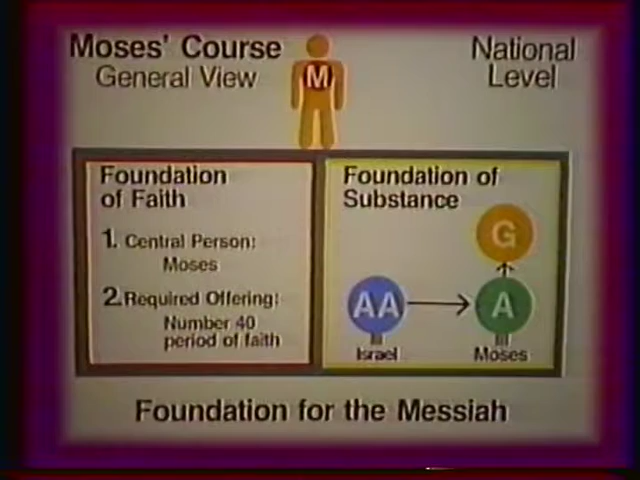 Moses' Course
General View
M
National
Level
Foundation
of Faith
1. Central Person:
Moses
2. Required Offering:
Number 40
period of faith
Foundation of
Substance
G
AA
A
Israel
Moses
Foundation for the Messiah